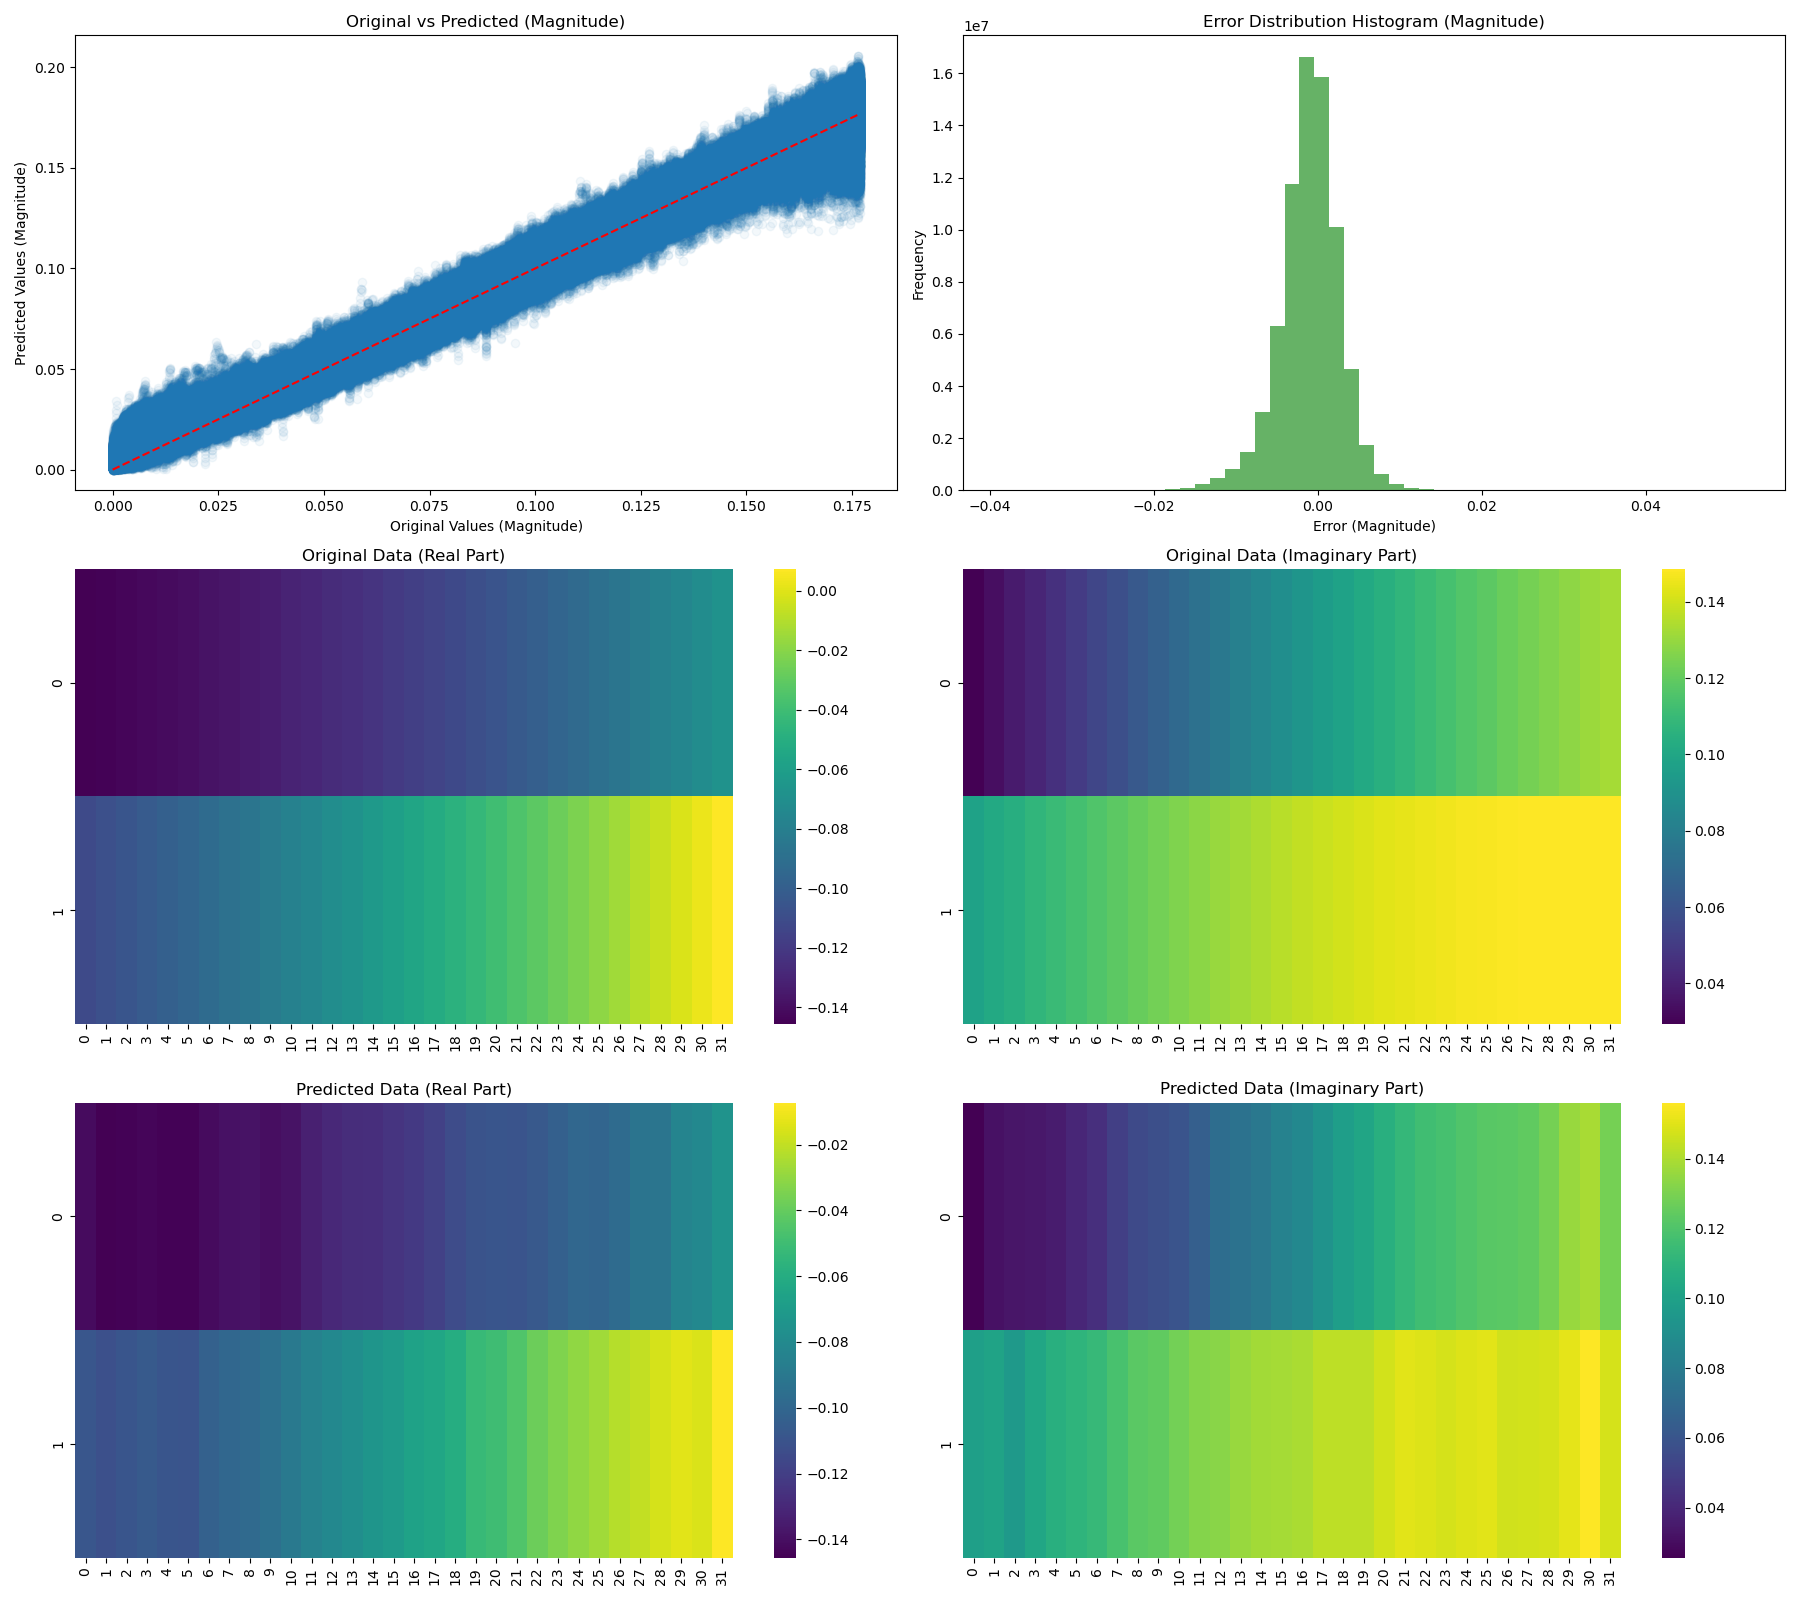 Original vs Predicted (Magnitude)
0.20
0.15
0.10
0.05
0.00
Predicted Values (Magnitude)
0.000 0.025 0.050 0.075 0.100 0.125 0.150 0.175
Original Values (Magnitude)
Error Distribution Histogram (Magnitude)
1e7
1.6
1.4
1.2
1.0
0.8
0.6
0.4
0.2
0.0
Frequency
−0.04 −0.02 0.00 0.02 0.04
Error (Magnitude)
Original Data (Real Part)
0
1
0 1 2 3 4 5 6 7 8 9 10 11 12 13 14 15 16 17 18 19 20 21 22 23 24 25 26 27 28 29 30 31
0.00
−0.02
−0.04
−0.06
−0.08
−0.10
−0.12
−0.14
Original Data (Imaginary Part)
0
1
0 1 2 3 4 5 6 7 8 9 10 11 12 13 14 15 16 17 18 19 20 21 22 23 24 25 26 27 28 29 30 31
0.14
0.12
0.10
0.08
0.06
0.04
Predicted Data (Real Part)
0
1
0 1 2 3 4 5 6 7 8 9 10 11 12 13 14 15 16 17 18 19 20 21 22 23 24 25 26 27 28 29 30 31
−0.02
−0.04
−0.06
−0.08
−0.10
−0.12
−0.14
Predicted Data (Imaginary Part)
0
1
0 1 2 3 4 5 6 7 8 9 10 11 12 13 14 15 16 17 18 19 20 21 22 23 24 25 26 27 28 29 30 31
0.14
0.12
0.10
0.08
0.06
0.04